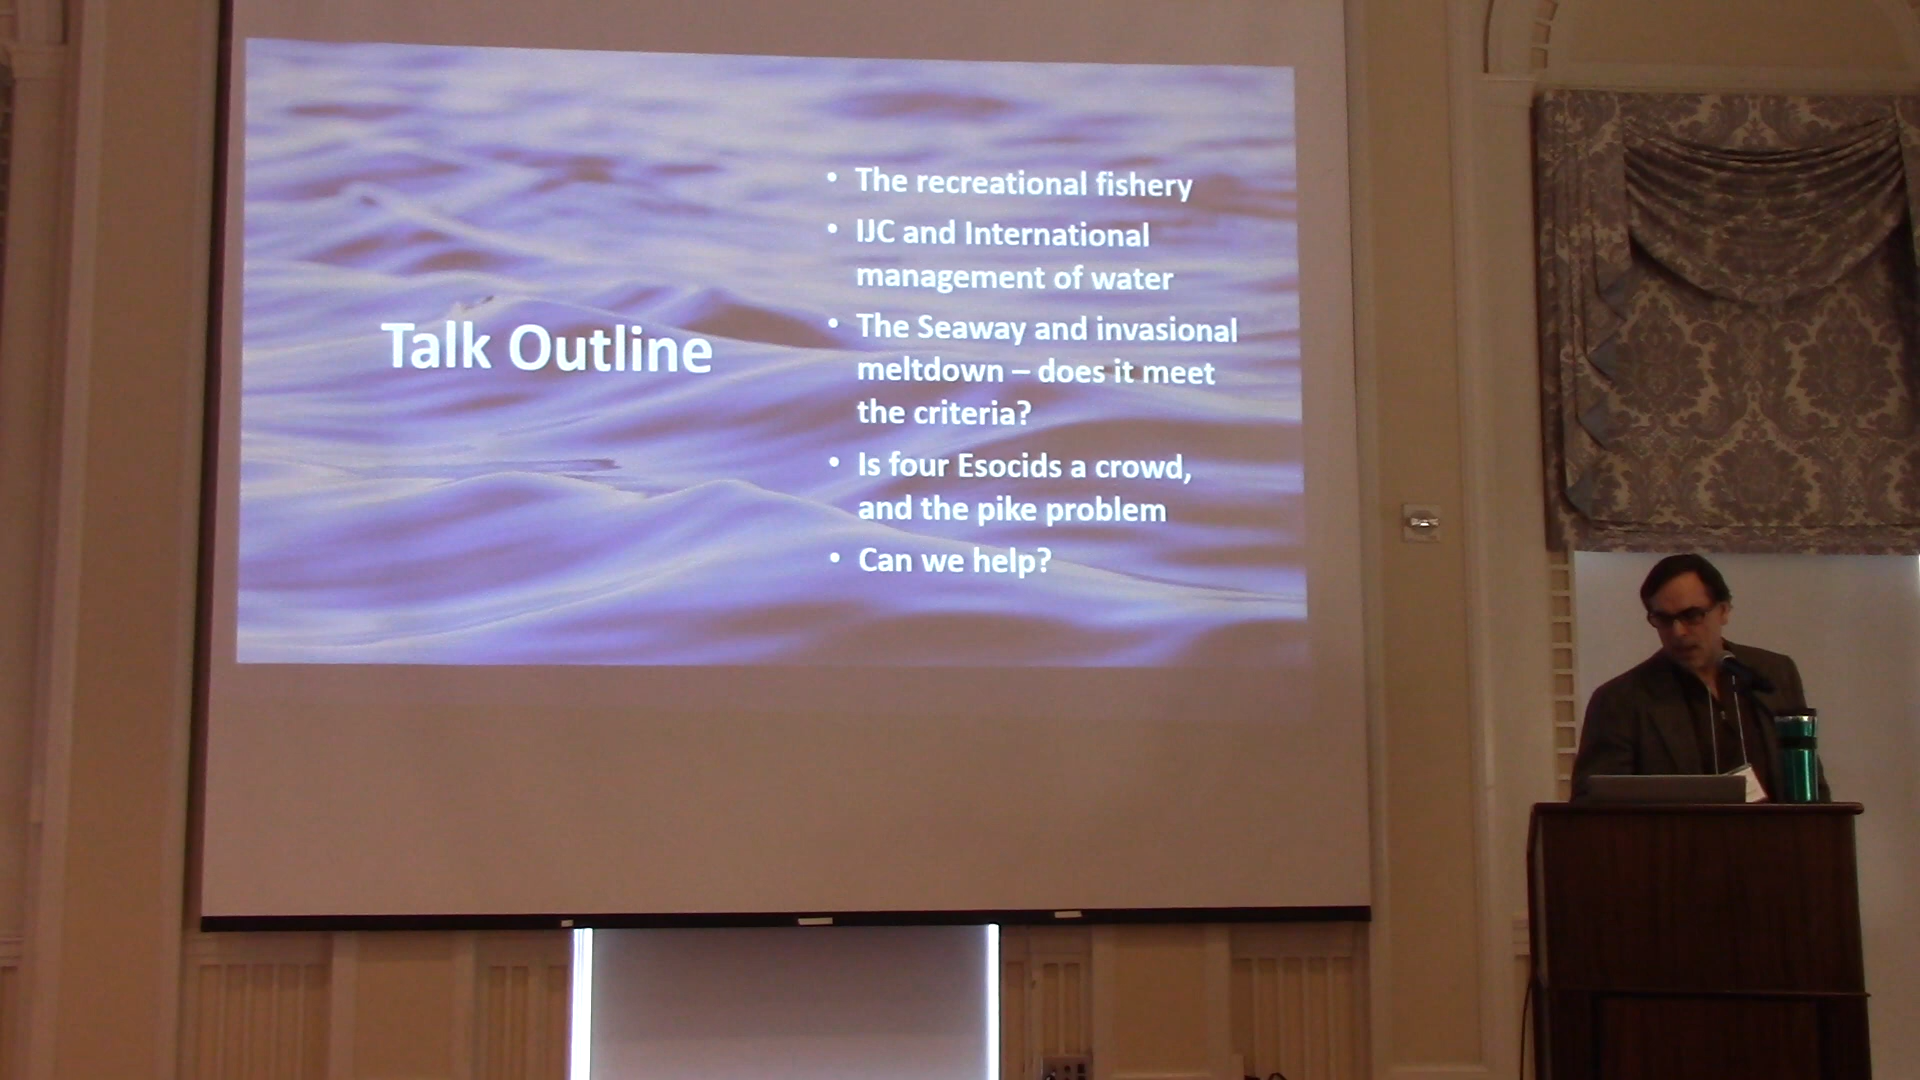 Talk Outline
• The recreational fishery
• IJC and International
management of water
• The Seaway and invasional
meltdown – does it meet
the criteria?
• Is four Esocids a crowd,
and the pike problem
• Can we help?